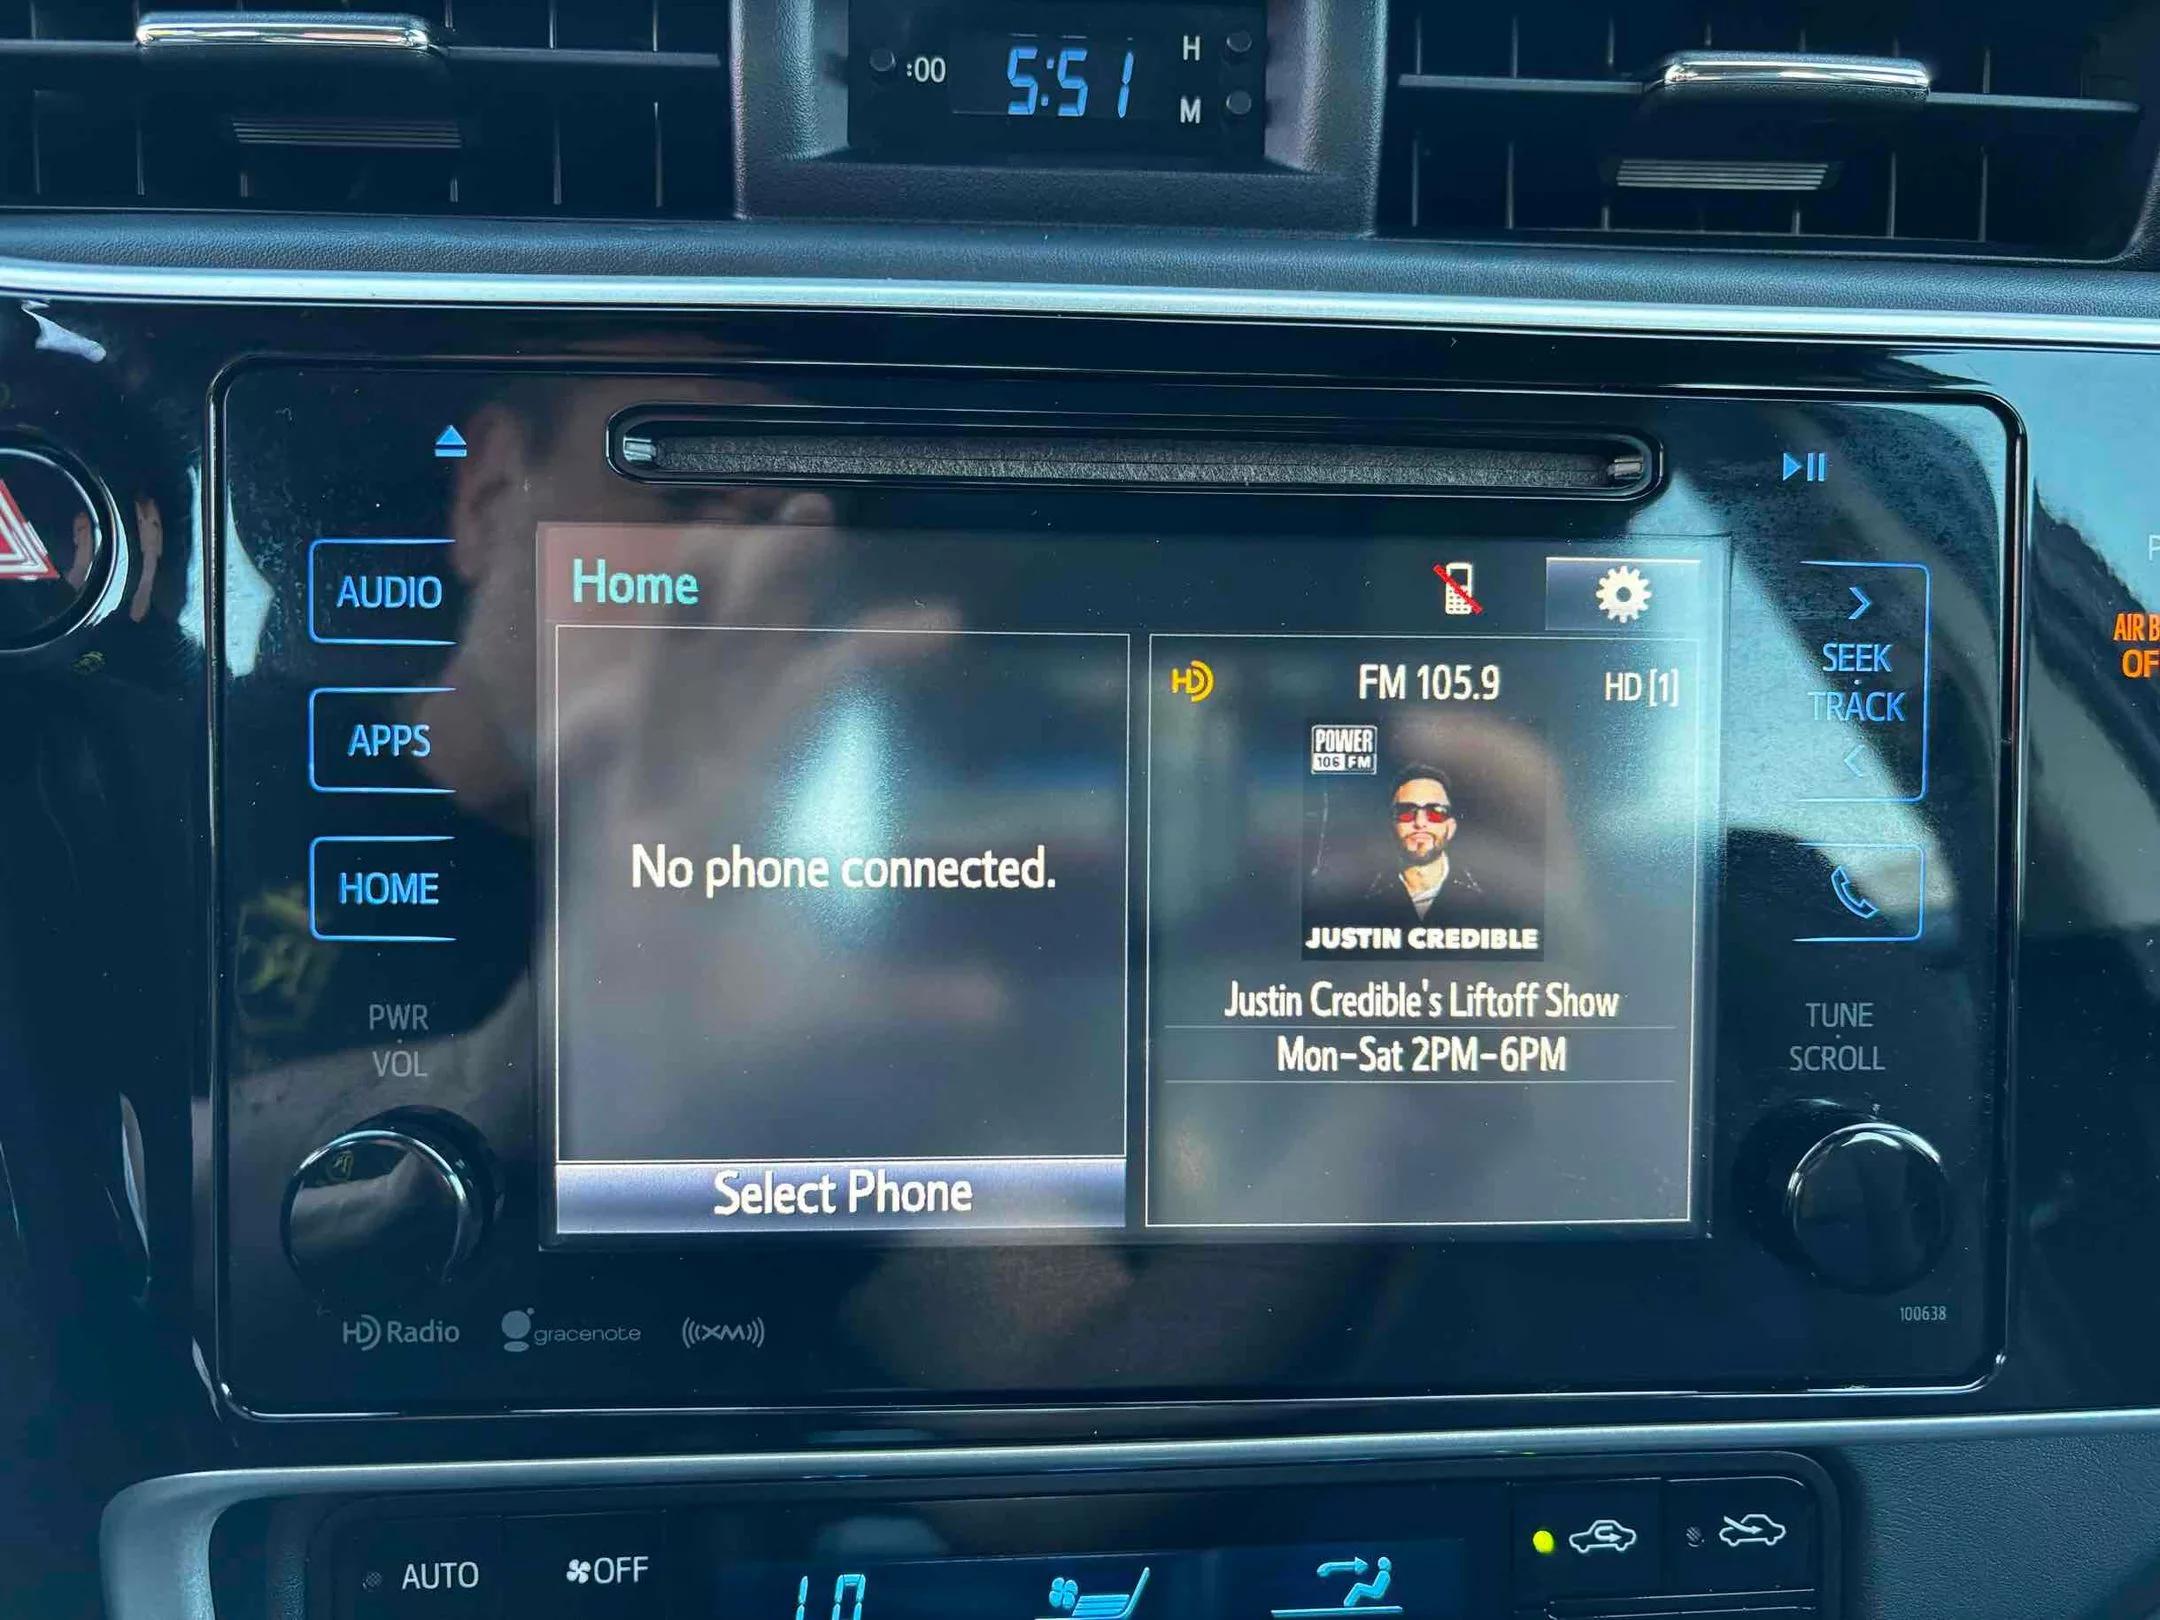 :00 5:51 H
M
AUDIO
APPS
HOME
PWR
VOL
Home
No phone connected.
Select Phone
HD FM 105.9 HD [1]
POWER
106 FM
JUSTIN CREDIBLE
Justin Credible's Liftoff Show
Mon-Sat 2PM-6PM
SEEK
TRACK
TUNE
SCROLL
AIR
100638
HD Radio gracenote ((XM))
AUTO OFF